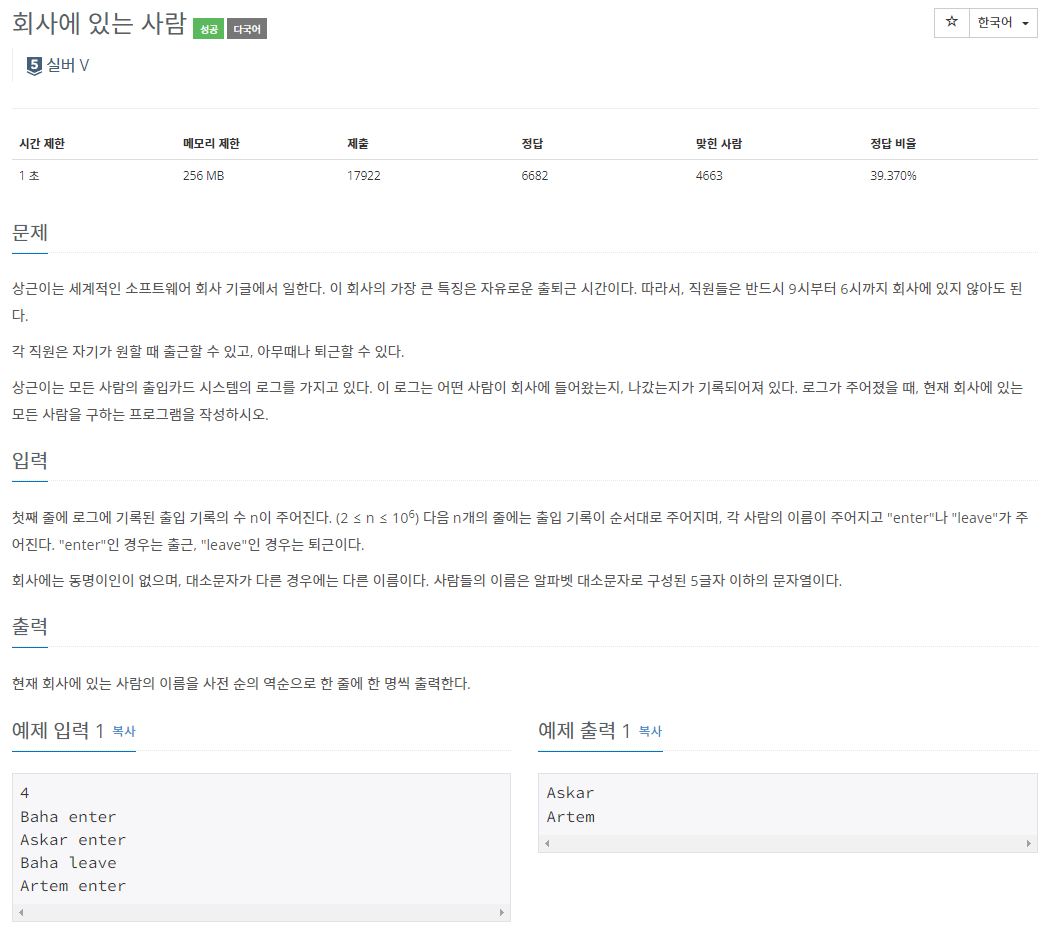 회사에 있는 사람 성공 다국어
☆ 한국어
5 실버 V
시간 제한 메모리 제한 제출 정답 맞힌 사람 정답 비율
1 초 256 MB 17922 6682 4663 39.370%
문제
상근이는 세계적인 소프트웨어 회사 기글에서 일한다. 이 회사의 가장 큰 특징은 자유로운 출퇴근 시간이다. 따라서, 직원들은 반드시 9시부터 6시까지 회사에 있지 않아도 된
다.
각 직원은 자기가 원할 때 출근할 수 있고, 아무때나 퇴근할 수 있다.
상근이는 모든 사람의 출입카드 시스템의 로그를 가지고 있다. 이 로그는 어떤 사람이 회사에 들어왔는지, 나갔는지가 기록되어져 있다. 로그가 주어졌을 때, 현재 회사에 있는
모든 사람을 구하는 프로그램을 작성하시오.
입력
첫째 줄에 로그에 기록된 출입 기록의 수 n이 주어진다. (2 ≤ n ≤ 10⁶) 다음 n개의 줄에는 출입 기록이 순서대로 주어지며, 각 사람의 이름이 주어지고 "enter"나 "leave"가 주
어진다. "enter"인 경우는 출근, "leave"인 경우는 퇴근이다.
회사에는 동명이인이 없으며, 대소문자가 다른 경우에는 다른 이름이다. 사람들의 이름은 알파벳 대소문자로 구성된 5글자 이하의 문자열이다.
출력
현재 회사에 있는 사람의 이름을 사전 순의 역순으로 한 줄에 한 명씩 출력한다.
예제 입력 1 복사
4
Baha enter
Askar enter
Baha leave
Artem enter
예제 출력 1 복사
Askar
Artem